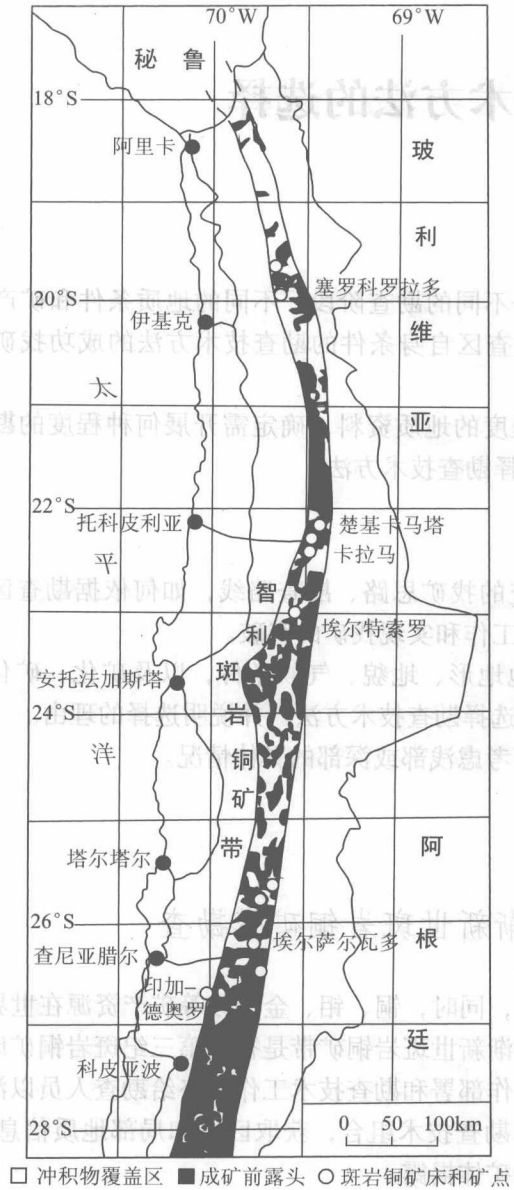 70°W 69°W
秘鲁
18°S
阿里卡
玻利维亚
塞罗科罗拉多
20°S
伊基克
太平洋
22°S
托科皮利亚
楚基卡马塔
卡拉马
智利斑岩铜矿带
埃尔特索罗
安托法加斯塔
24°S
塔尔塔尔
阿根廷
26°S
埃尔萨尔瓦多
查尼亚腊尔
印加-
德奥罗
科皮亚波
0 50 100km
28°S
冲积物覆盖区 成矿前露头 斑岩铜矿床和矿点